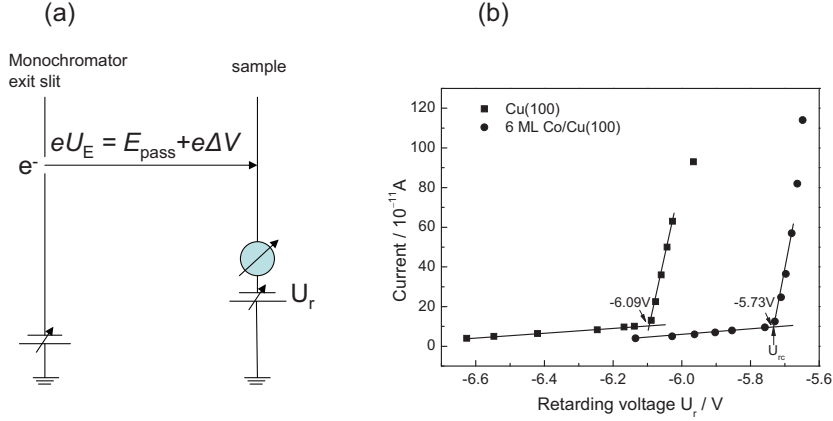 (a)
Monochromator
exit slit
sample
eU_E = E_pass+eΔV
e-
U_r
(b)
Cu(100)
6 ML Co/Cu(100)
Current / 10^-11 A
120
100
80
60
40
20
0
-6.09V
-5.73V
U_rc
-6.6 -6.4 -6.2 -6.0 -5.8 -5.6
Retarding voltage U_r / V